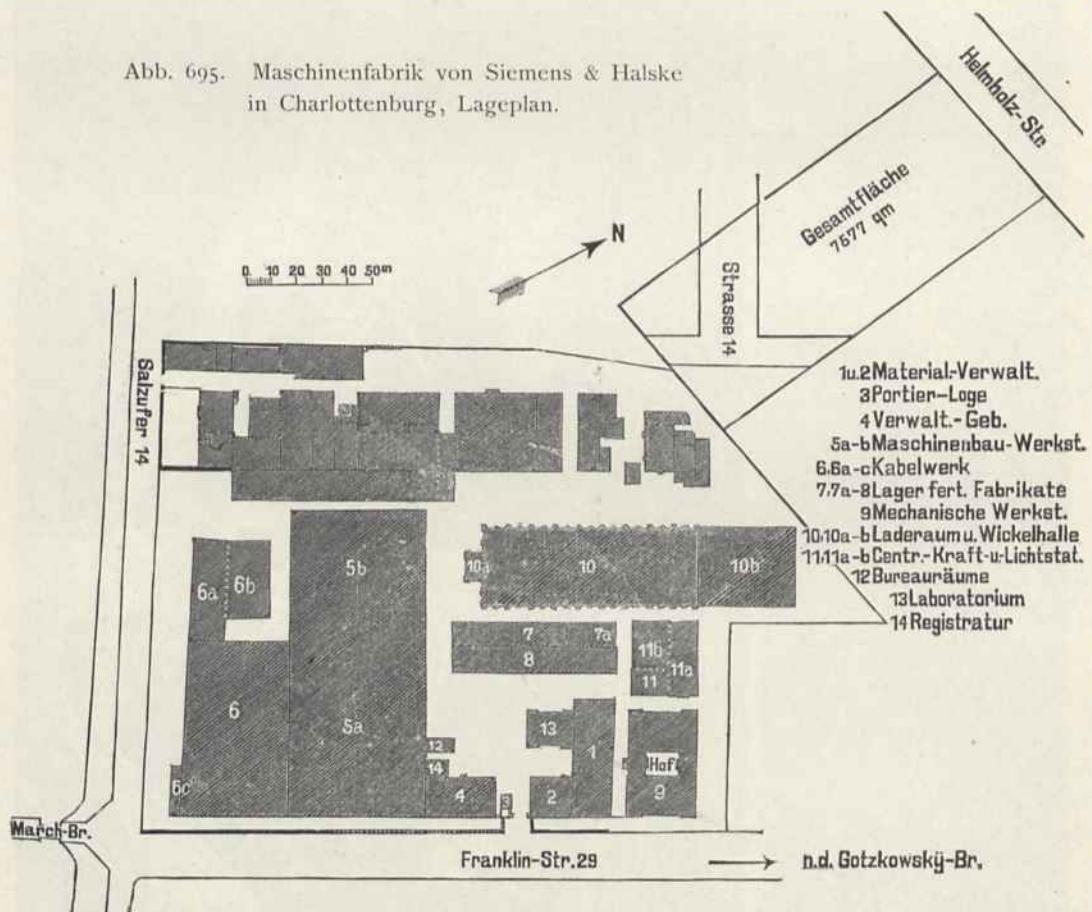 Abb. 695. Maschinenfabrik von Siemens & Halske
in Charlottenburg, Lageplan.
Helmholz-Str.
Gesamtfläche
7577 qm
N
0 10 20 30 40 50m
Strasse 14
Salzufer 14
1u.2 Material-Verwalt.
3 Portier-Loge
4 Verwalt.-Geb.
5a-b Maschinenbau-Werkst.
6,6a-c Kabelwerk
7,7a-8 Lager fert. Fabrikate
9 Mechanische Werkst.
10,10a-b Laderaum u. Wickelhalle
11,11a-b Centr.-Kraft-u-Lichtstat.
12 Bureauräume
13 Laboratorium
14 Registratur
6a
6b
5b
10a
10
10b
7
7a
8
11b
11a
11
6
5a
13
1
12
14
Hof
6c
4
3
2
9
March-Br.
Franklin-Str. 29
n.d. Gotzkowsky-Br.